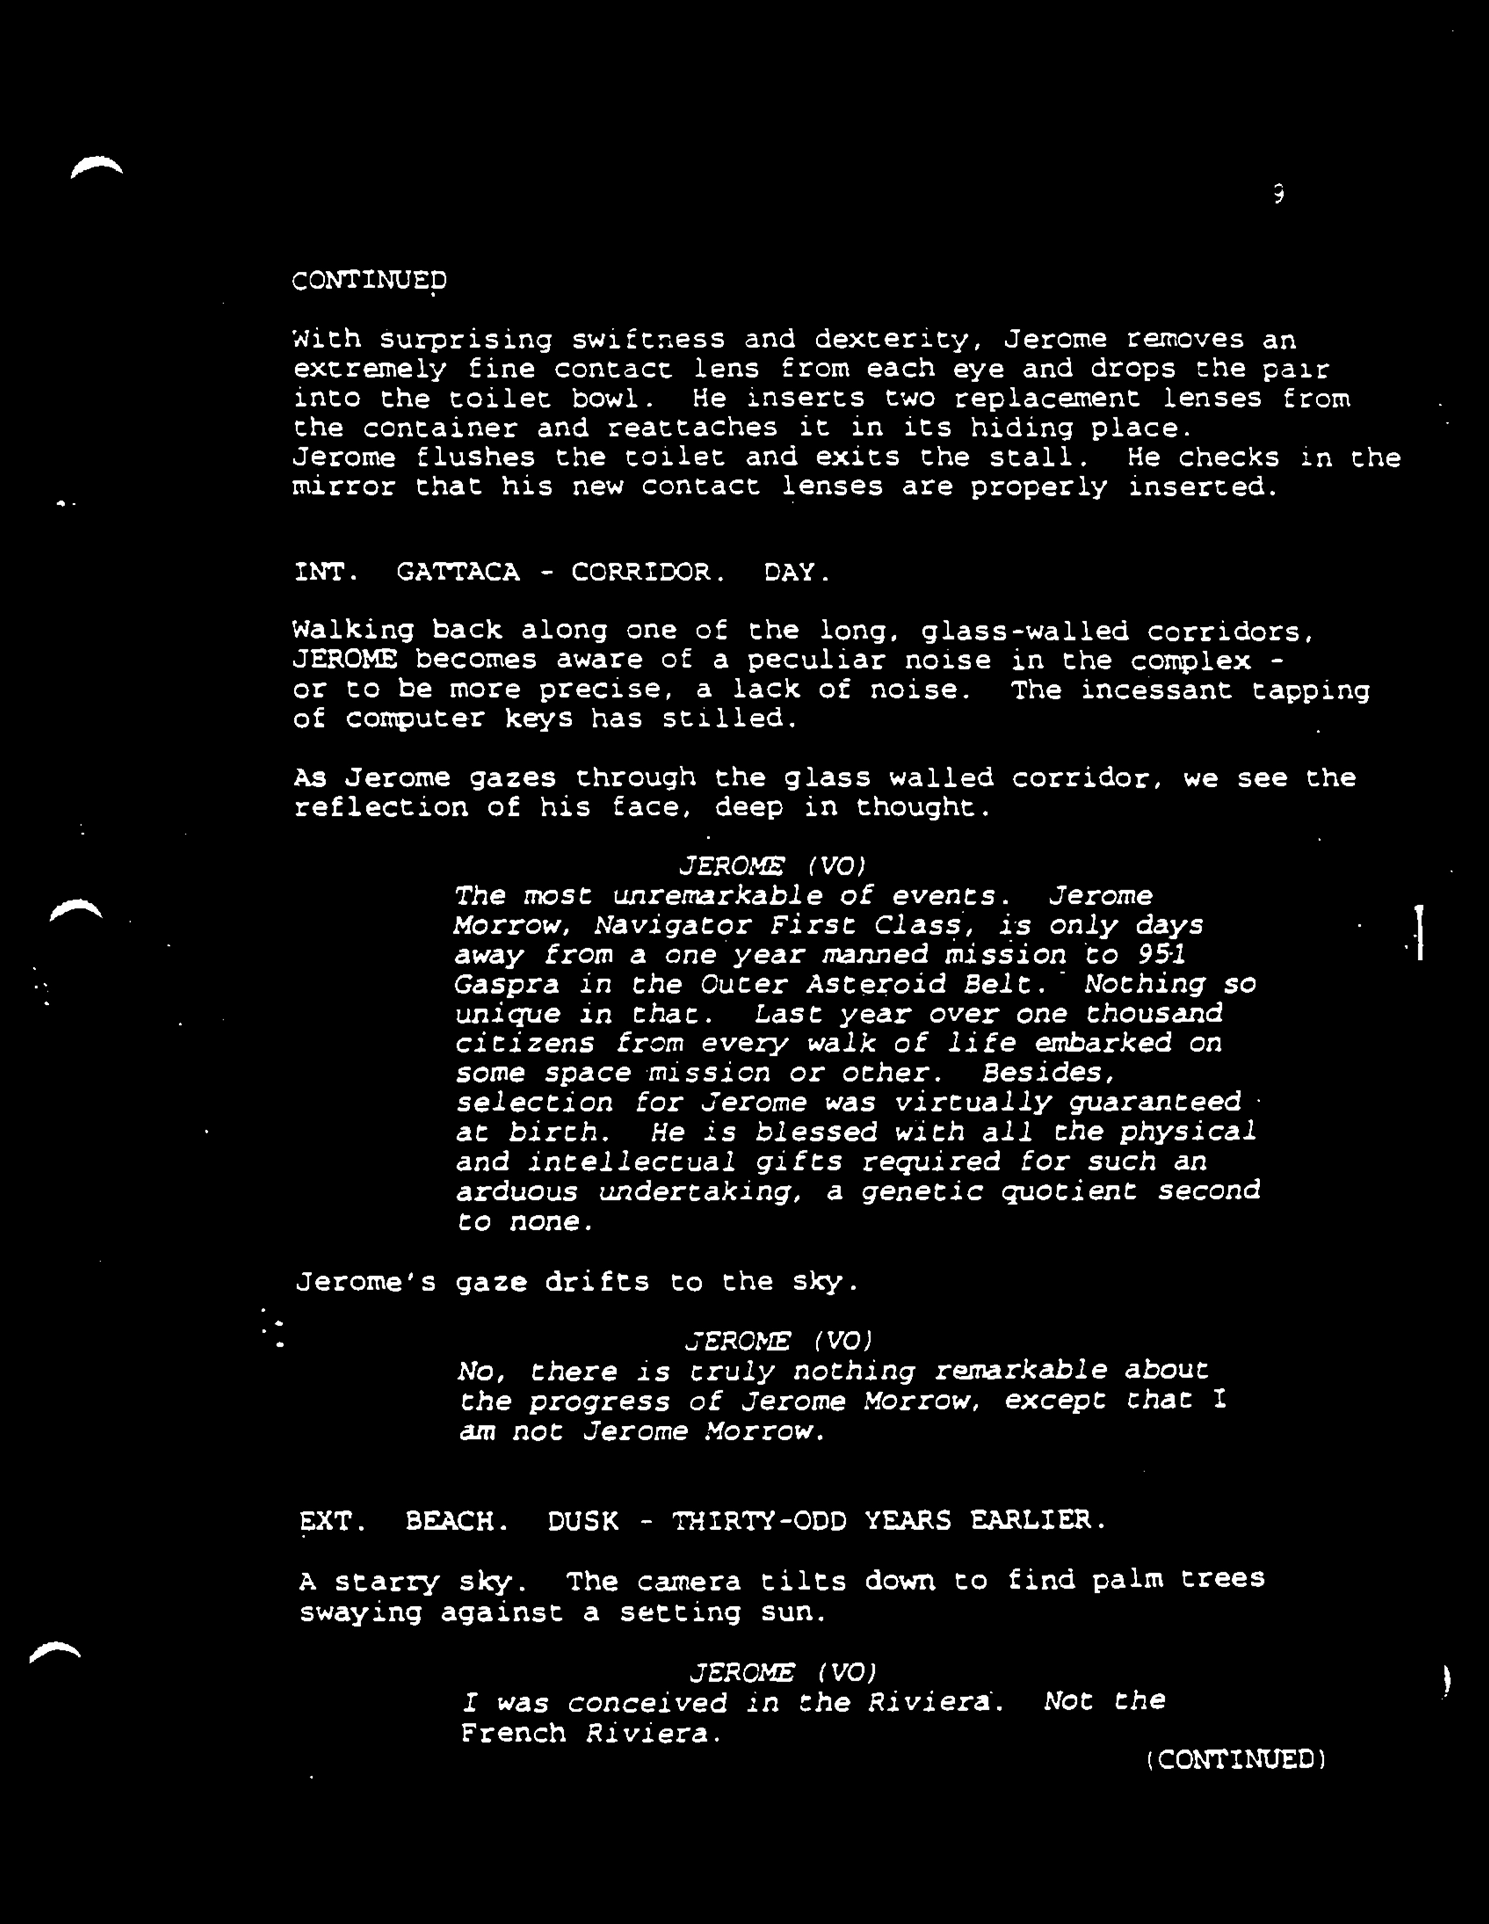 9
CONTINUED
With surprising swiftness and dexterity, Jerome removes an
extremely fine contact lens from each eye and drops the pair
into the toilet bowl. He inserts two replacement lenses from
the container and reattaches it in its hiding place.
Jerome flushes the toilet and exits the stall. He checks in the
mirror that his new contact lenses are properly inserted.
INT. GATTACA - CORRIDOR. DAY.
Walking back along one of the long, glass-walled corridors,
JEROME becomes aware of a peculiar noise in the complex -
or to be more precise, a lack of noise. The incessant tapping
of computer keys has stilled.
As Jerome gazes through the glass walled corridor, we see the
reflection of his face, deep in thought.
JEROME (VO)
The most unremarkable of events. Jerome
Morrow, Navigator First Class, is only days
away from a one year manned mission to 951
Gaspra in the Outer Asteroid Belt. Nothing so
unique in that. Last year over one thousand
citizens from every walk of life embarked on
some space mission or other. Besides,
selection for Jerome was virtually guaranteed
at birth. He is blessed with all the physical
and intellectual gifts required for such an
arduous undertaking, a genetic quotient second
to none.
Jerome's gaze drifts to the sky.
JEROME (VO)
No, there is truly nothing remarkable about
the progress of Jerome Morrow, except that I
am not Jerome Morrow.
EXT. BEACH. DUSK - THIRTY-ODD YEARS EARLIER.
A starry sky. The camera tilts down to find palm trees
swaying against a setting sun.
JEROME (VO)
I was conceived in the Riviera. Not the
French Riviera.
(CONTINUED)